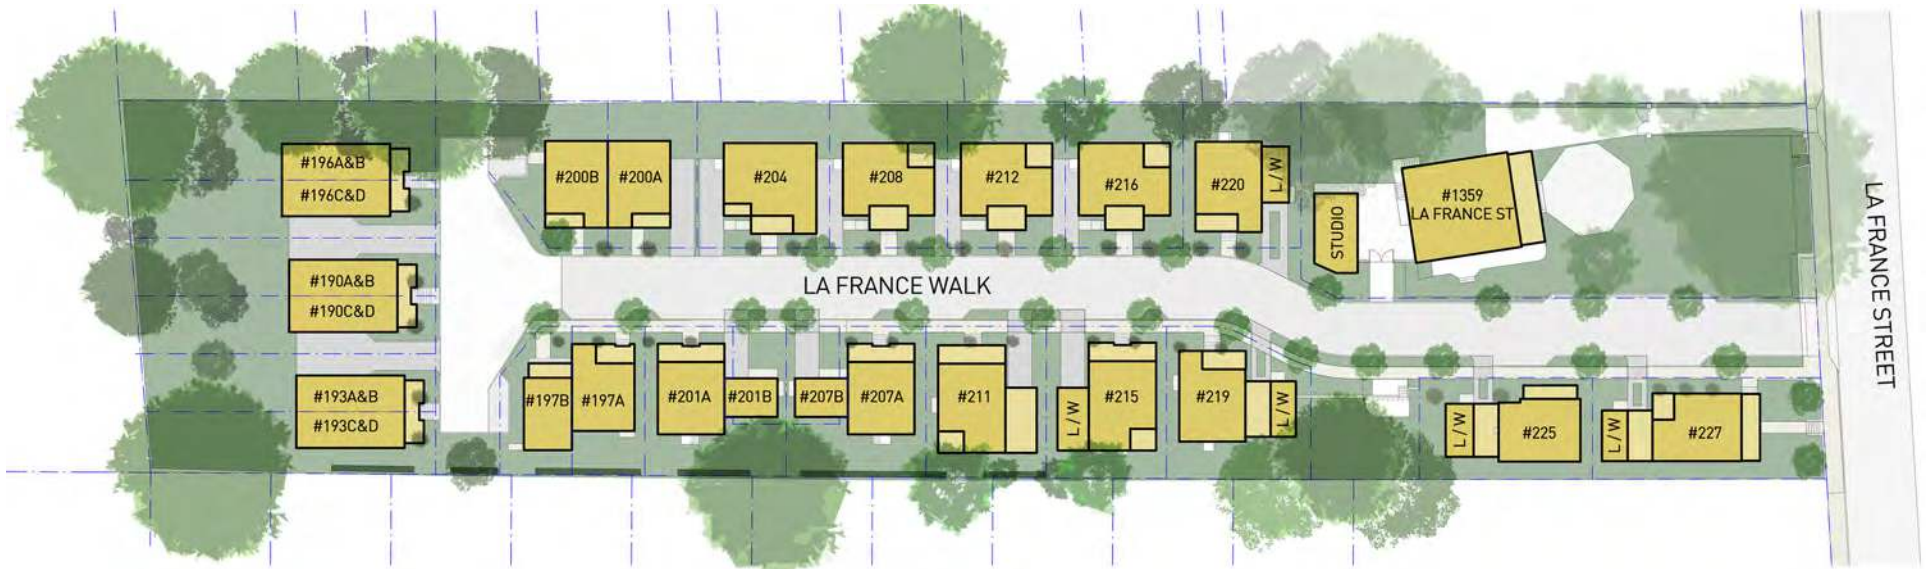 #196A&B
#196C&D
#200B
#200A
#204
#208
#212
#216
#220
W/L
STUDIO
#1359
LA FRANCE ST
LA FRANCE STREET
#190A&B
#190C&D
LA FRANCE WALK
#193A&B
#193C&D
#197B
#197A
#201A
#201B
#207B
#207A
#211
W/L
#215
#219
W/L
W/L
#225
W/L
#227